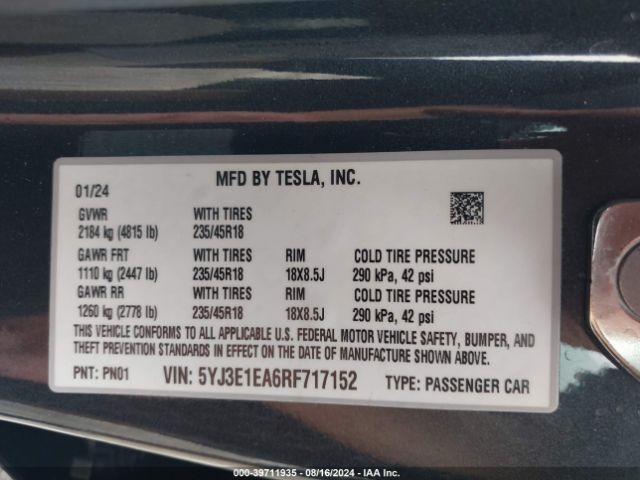 MFD BY TESLA, INC.
01/24
GVWR WITH TIRES
2184 kg (4815 lb) 235/45R18
GAWR FRT WITH TIRES RIM COLD TIRE PRESSURE
1110 kg (2447 lb) 235/45R18 18X8.5J 290 kPa, 42 psi
GAWR RR WITH TIRES RIM COLD TIRE PRESSURE
1260 kg (2778 lb) 235/45R18 18X8.5J 290 kPa, 42 psi
THIS VEHICLE CONFORMS TO ALL APPLICABLE U.S. FEDERAL MOTOR VEHICLE SAFETY, BUMPER, AND
THEFT PREVENTION STANDARDS IN EFFECT ON THE DATE OF MANUFACTURE SHOWN ABOVE.
PNT: PN01 VIN: 5YJ3E1EA6RF717152 TYPE: PASSENGER CAR
000-39711935 - 08/16/2024 - IAA Inc.